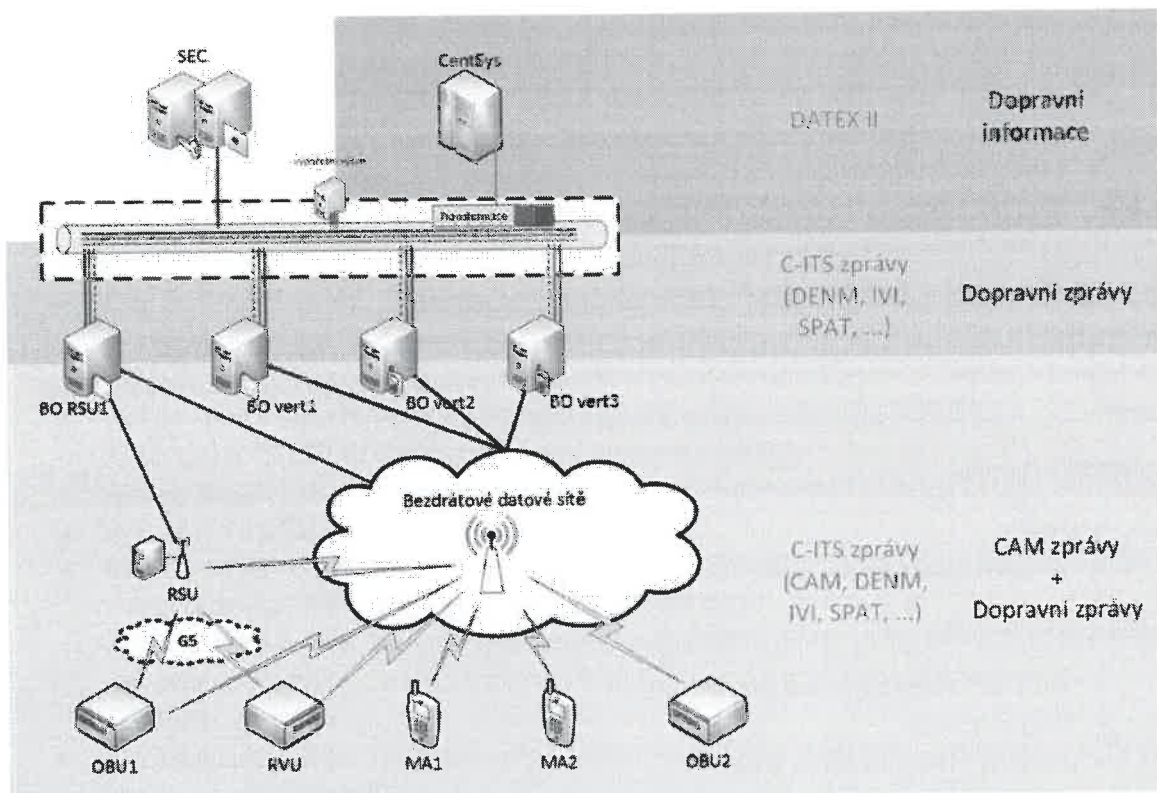 SEC
CentSys
DATEX II
Dopravní
informace
Transformace
C-ITS zprávy
(DENM, IVI,
SPAT, ...)
Dopravní zprávy
BO RSU1
BO vert1
BO vert2
BO vert3
Bezdrátové datové sítě
RSU
G5
C-ITS zprávy
(CAM, DENM,
IVI, SPAT, ...)
CAM zprávy
+
Dopravní zprávy
OBU1
RVU
MA1
MA2
OBU2